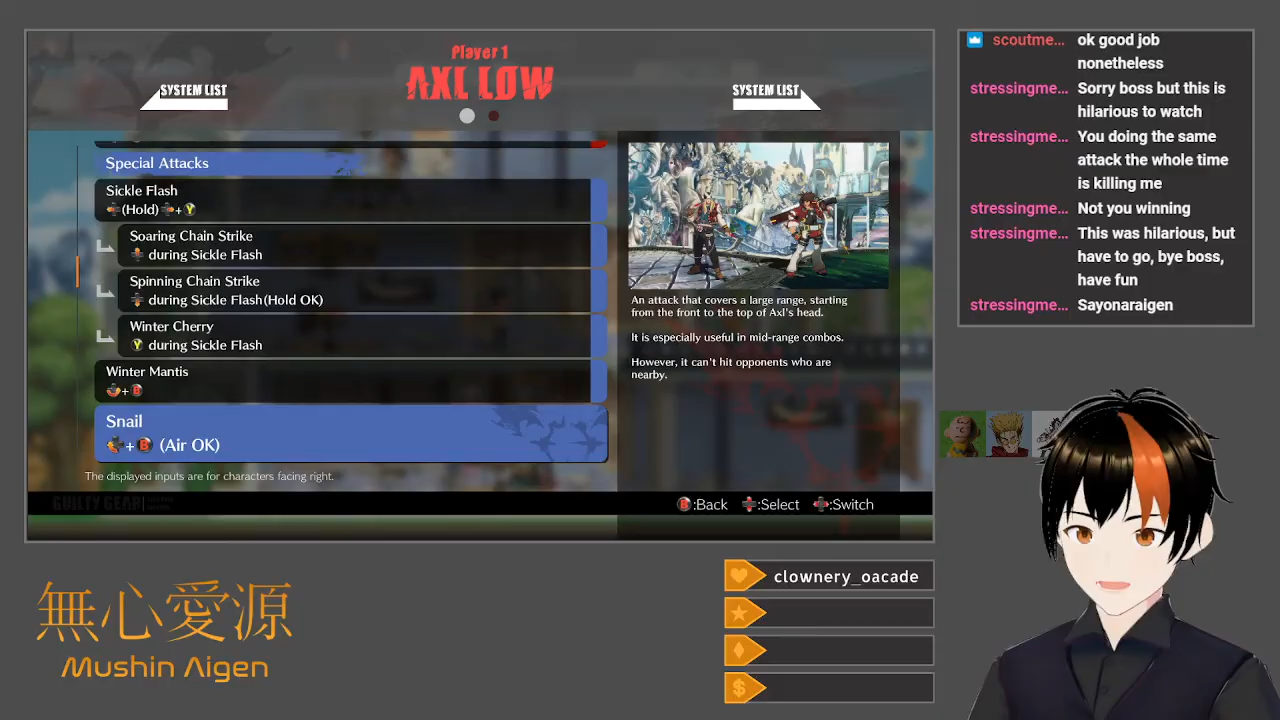 Player 1
AXL LOW
SYSTEM LIST
SYSTEM LIST
Special Attacks
Sickle Flash
(Hold) + Y
Soaring Chain Strike
during Sickle Flash
Spinning Chain Strike
during Sickle Flash(Hold OK)
Winter Cherry
Y during Sickle Flash
Winter Mantis
+ B
Snail
+ B (Air OK)
The displayed inputs are for characters facing right.
An attack that covers a large range, starting
from the front to the top of Axl's head.
It is especially useful in mid-range combos.
However, it can't hit opponents who are
nearby.
GUILTY GEAR
B:Back :Select :Switch
scoutme... ok good job
nonetheless
stressingme... Sorry boss but this is
hilarious to watch
stressingme... You doing the same
attack the whole time
is killing me
stressingme... Not you winning
stressingme... This was hilarious, but
have to go, bye boss,
have fun
stressingme... Sayonaraigen
無心愛源
Mushin Aigen
clownery_oacade
$